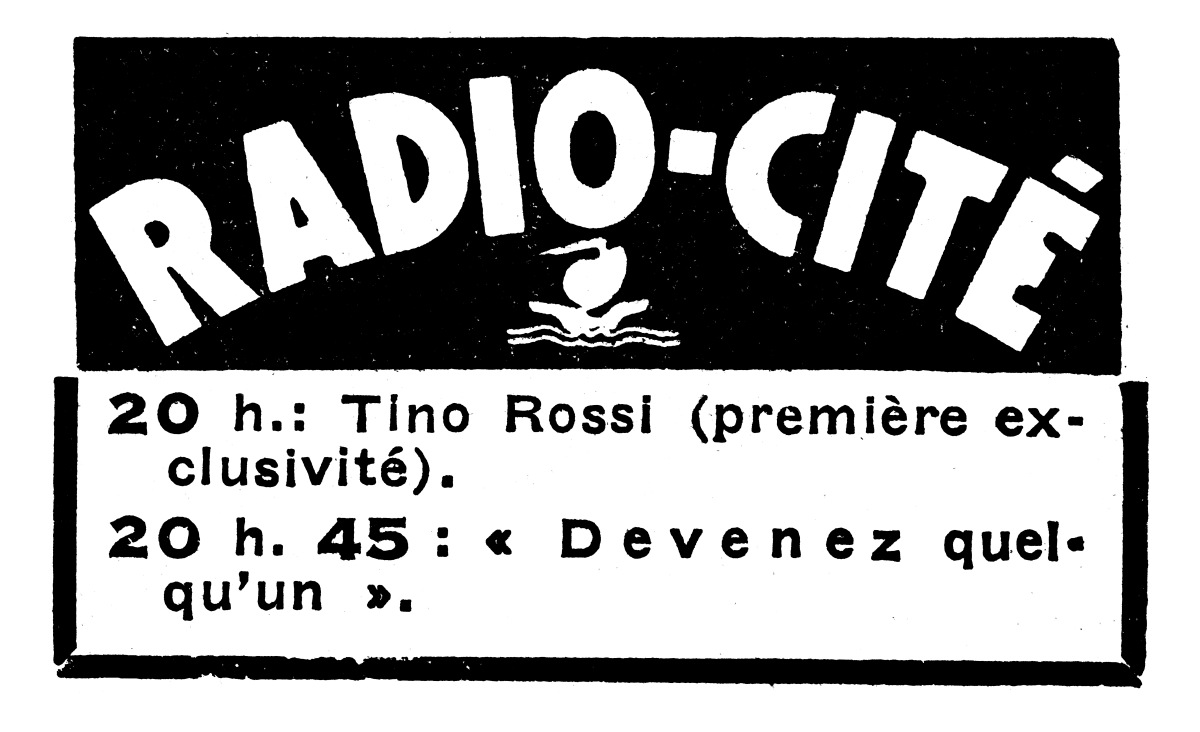 RADIO-CITÉ
20 h.: Tino Rossi (première ex-
clusivité).
20 h. 45 : « Devenez quel-
qu'un ».